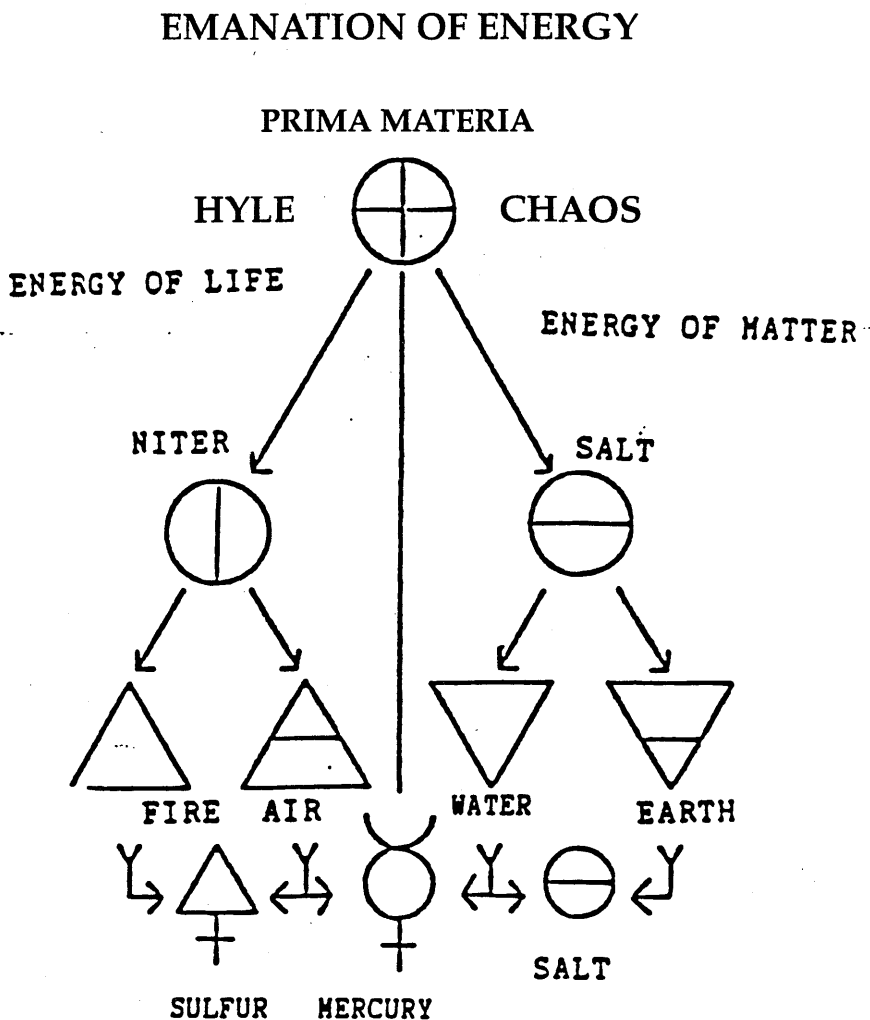 EMANATION OF ENERGY
PRIMA MATERIA
HYLE CHAOS
ENERGY OF LIFE
ENERGY OF MATTER
NITER
SALT
FIRE AIR WATER EARTH
SALT
SULFUR MERCURY